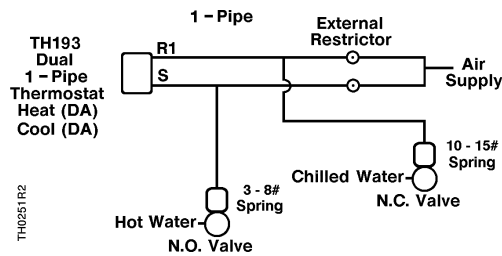 1 – Pipe
TH193
Dual
1 – Pipe
Thermostat
Heat (DA)
Cool (DA)
R1
S
External
Restrictor
Air
Supply
10 - 15#
Spring
Chilled Water
N.C. Valve
3 - 8#
Spring
Hot Water
N.O. Valve
TH0251R2